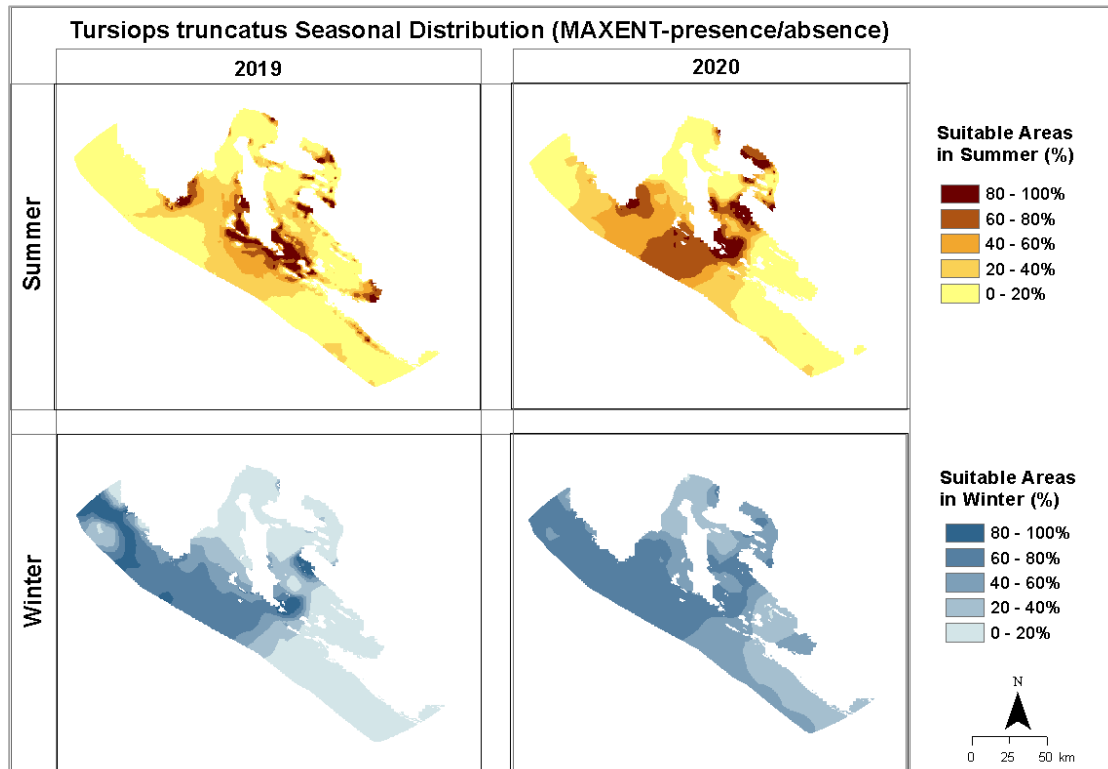 Tursiops truncatus Seasonal Distribution (MAXENT-presence/absence)
2019
2020
Summer
Suitable Areas
in Summer (%)
80 - 100%
60 - 80%
40 - 60%
20 - 40%
0 - 20%
Winter
Suitable Areas
in Winter (%)
80 - 100%
60 - 80%
40 - 60%
20 - 40%
0 - 20%
N
0 25 50 km